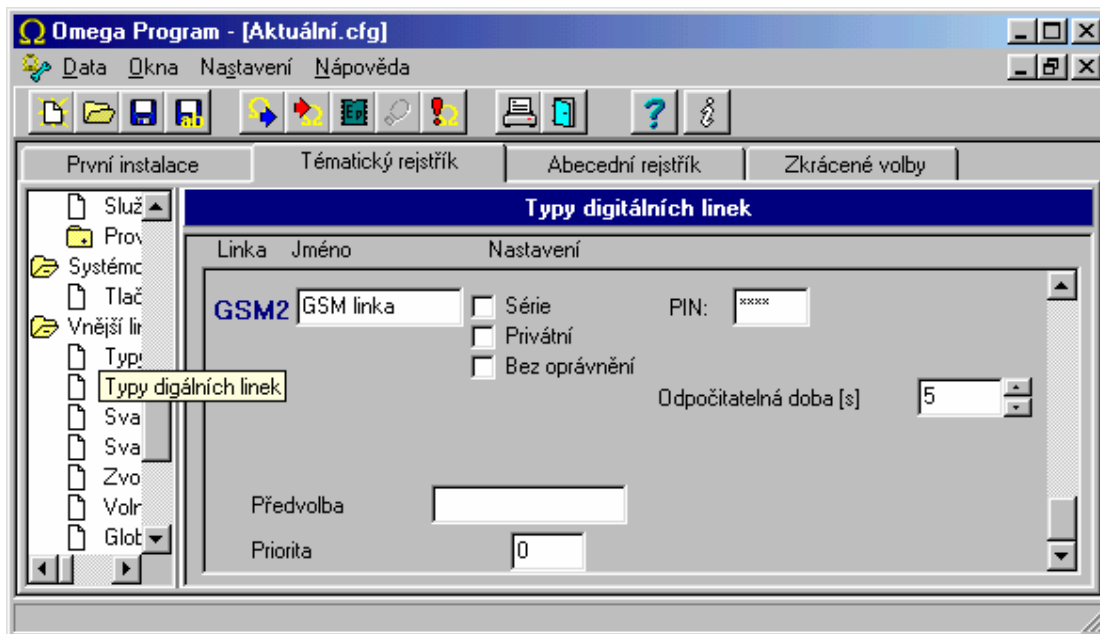 Omega Program - [Aktuální.cfg]
Data Okna Nastavení Nápověda
První instalace Tématický rejstřík Abecední rejstřík Zkrácené volby
Služ
Prov
Systémo
Tlač
Vnější lin
Typy
Typy digálních linek
Sva
Sva
Zvo
Voln
Glob
Typy digitálních linek
Linka Jméno Nastavení
GSM2 GSM linka Série PIN: ****
Privátní
Bez oprávnění
Odpočitatelná doba [s] 5
Předvolba
Priorita 0